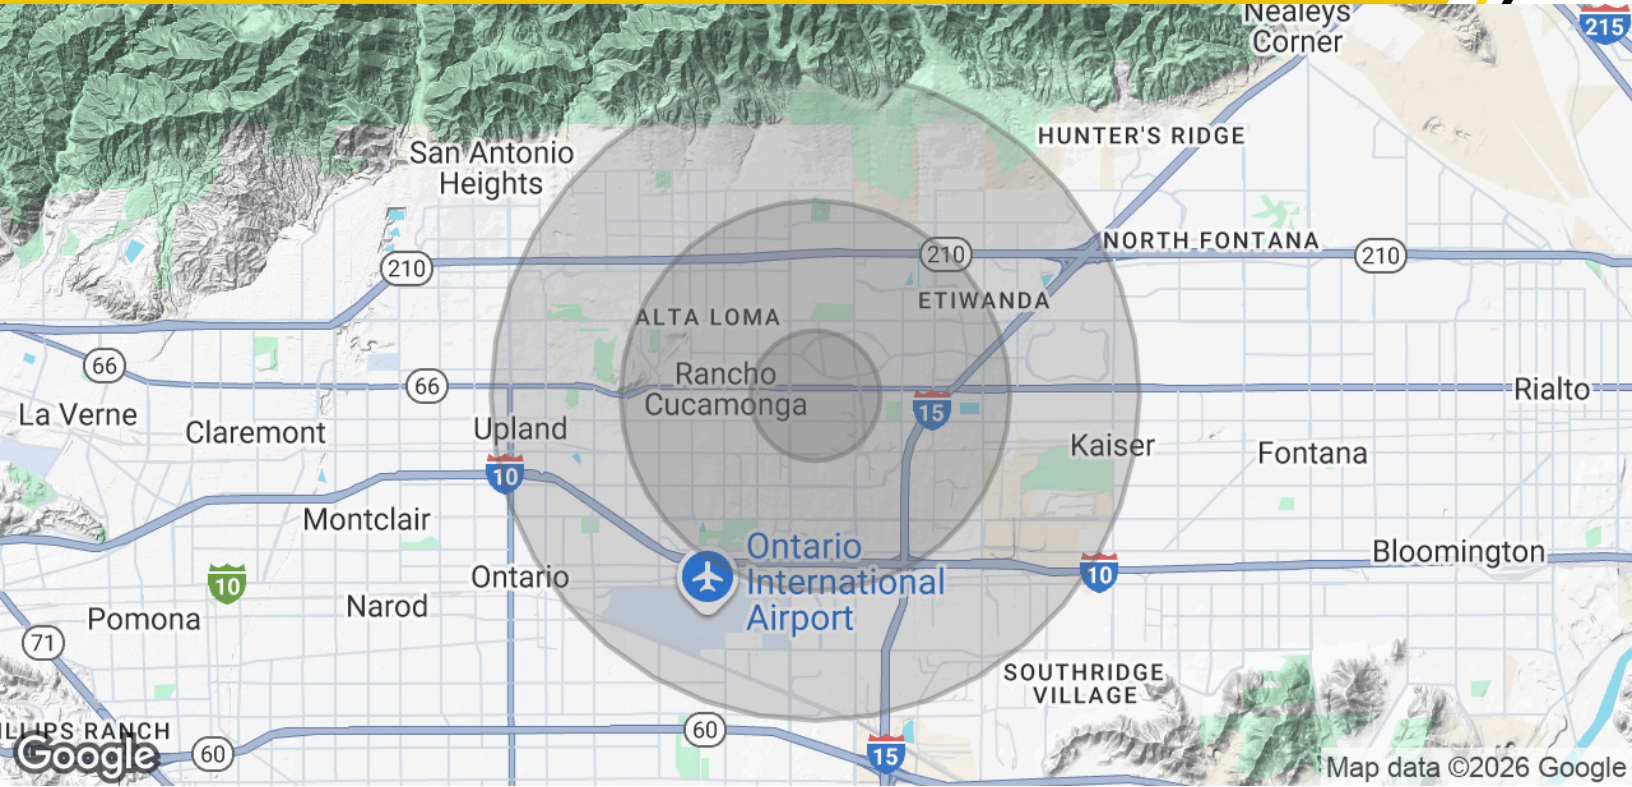 Nealeys
Corner
215
HUNTER'S RIDGE
San Antonio
Heights
NORTH FONTANA
210
210
210
ETIWANDA
ALTA LOMA
66
66
Rancho
Cucamonga
15
Rialto
La Verne
Claremont
Upland
Kaiser
Fontana
10
Montclair
Ontario
International
Airport
Bloomington
10
10
Ontario
Pomona
Narod
71
SOUTHRIDGE
VILLAGE
ILLIPS RANCH
60
60
15
Google
Map data ©2026 Google